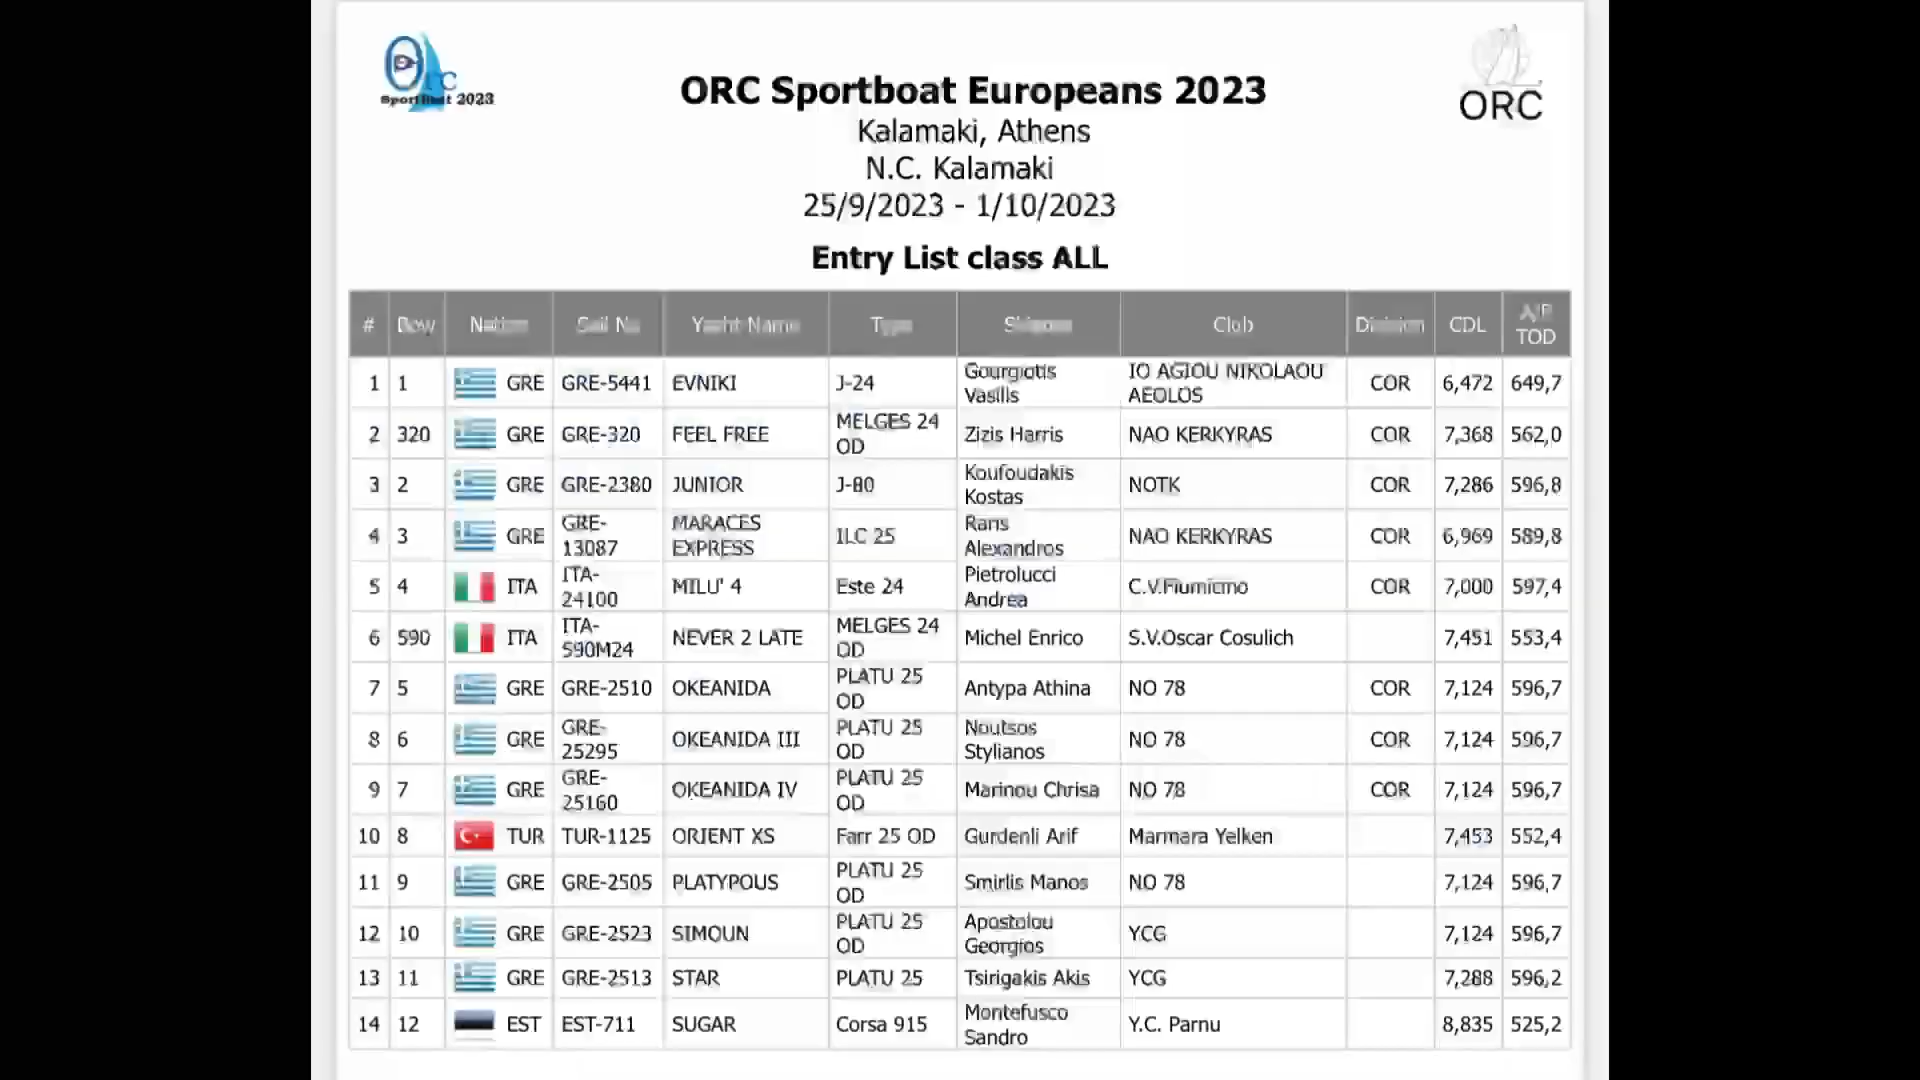 Orc
SportBoat 2023
ORC
ORC Sportboat Europeans 2023
Kalamaki, Athens
N.C. Kalamaki
25/9/2023 - 1/10/2023
Entry List class ALL
# Bow Nation Sail No Yacht Name Type Skipper Club Division CDL A/P TOD
1 1 GRE GRE-5441 EVNIKI J-24 Gourgiotis Vasilis IO AGIOU NIKOLAOU AEOLOS COR 6,472 649,7
2 320 GRE GRE-320 FEEL FREE MELGES 24 OD Zizis Harris NAO KERKYRAS COR 7,368 562,0
3 2 GRE GRE-2380 JUNIOR J-80 Koufoudakis Kostas NOTK COR 7,286 596,8
4 3 GRE GRE-13087 MARACES EXPRESS ILC 25 Alexandros NAO KERKYRAS COR 6,969 589,8
5 4 ITA ITA-24100 MILU' 4 Este 24 Pietrolucci Andrea C.V.Fiumicino COR 7,000 597,4
6 590 ITA ITA-590M24 NEVER 2 LATE MELGES 24 OD Michel Enrico S.V.Oscar Cosulich 7,451 553,4
7 5 GRE GRE-2510 OKEANIDA PLATU 25 OD Antypa Athina NO 78 COR 7,124 596,7
8 6 GRE GRE-25295 OKEANIDA III PLATU 25 OD Noutsos Stylianos NO 78 COR 7,124 596,7
9 7 GRE GRE-25160 OKEANIDA IV PLATU 25 OD Marinou Chrisa NO 78 COR 7,124 596,7
10 8 TUR TUR-1125 ORIENT XS Farr 25 OD Gurdenli Arif Marmara Yelken 7,453 552,4
11 9 GRE GRE-2505 PLATYPOUS PLATU 25 OD Smirlis Manos NO 78 7,124 596,7
12 10 GRE GRE-2523 SIMOUN PLATU 25 OD Apostolou Georgios YCG 7,124 596,7
13 11 GRE GRE-2513 STAR PLATU 25 Tsirigakis Akis YCG 7,288 596,2
14 12 EST EST-711 SUGAR Corsa 915 Montefusco Sandro Y.C. Parnu 8,835 525,2